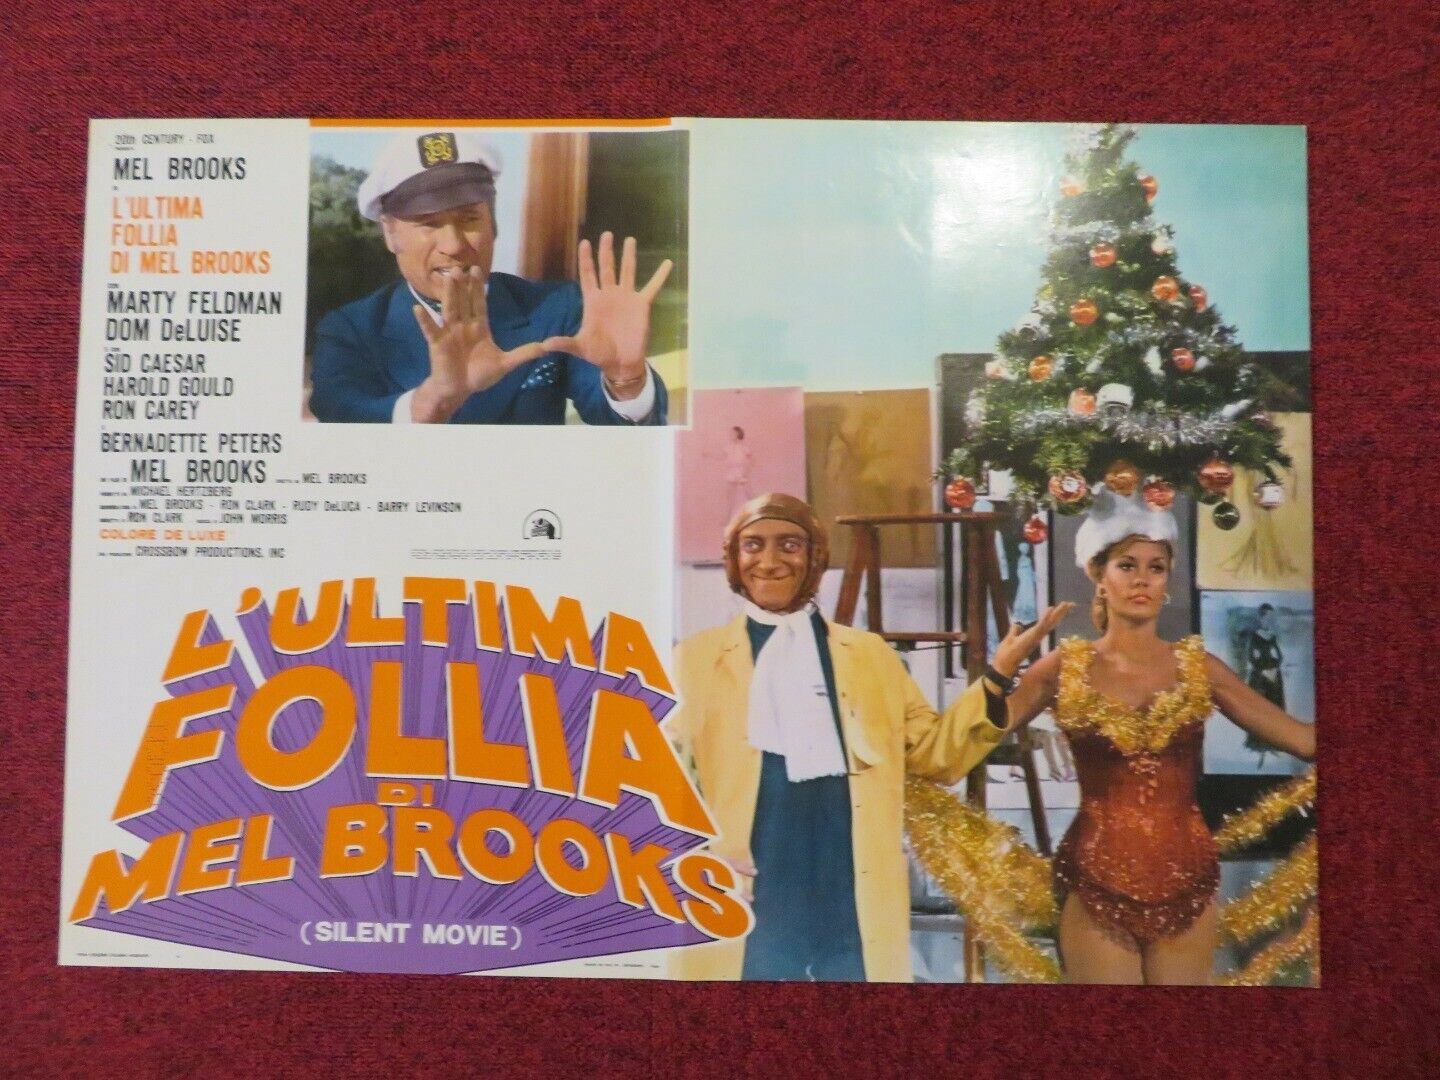 20th CENTURY - FOX
MEL BROOKS
in
L'ULTIMA
FOLLIA
DI MEL BROOKS
con
MARTY FELDMAN
DOM DeLUISE
SID CAESAR
HAROLD GOULD
RON CAREY
BERNADETTE PETERS
MEL BROOKS MEL BROOKS
MICHAEL HERTZBERG
MEL BROOKS - RON CLARK - RUDY DeLUCA - BARRY LEVINSON
RON CLARK JOHN MORRIS
COLORE DE LUXE
CROSSBOW PRODUCTIONS, INC
L'ULTIMA
FOLLIA
DI
MEL BROOKS
(SILENT MOVIE)